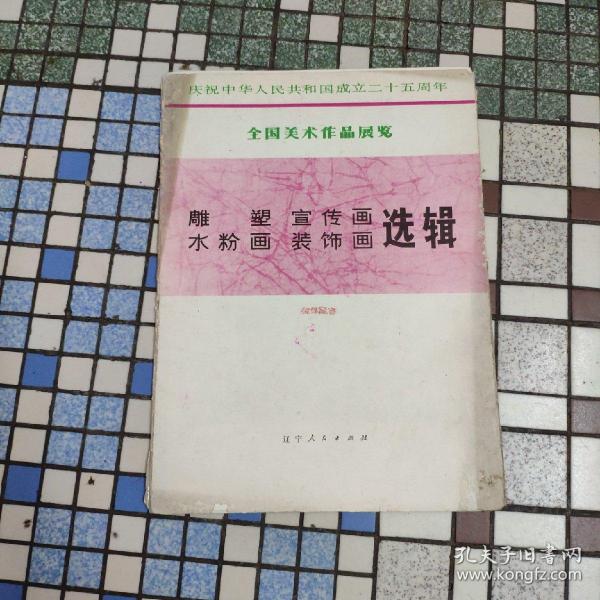 庆祝中华人民共和国成立二十五周年
全国美术作品展览
雕 塑 宣传画
水粉画 装饰画 选辑
辽宁人民出版社
孔夫子旧书网
www.kongfz.com